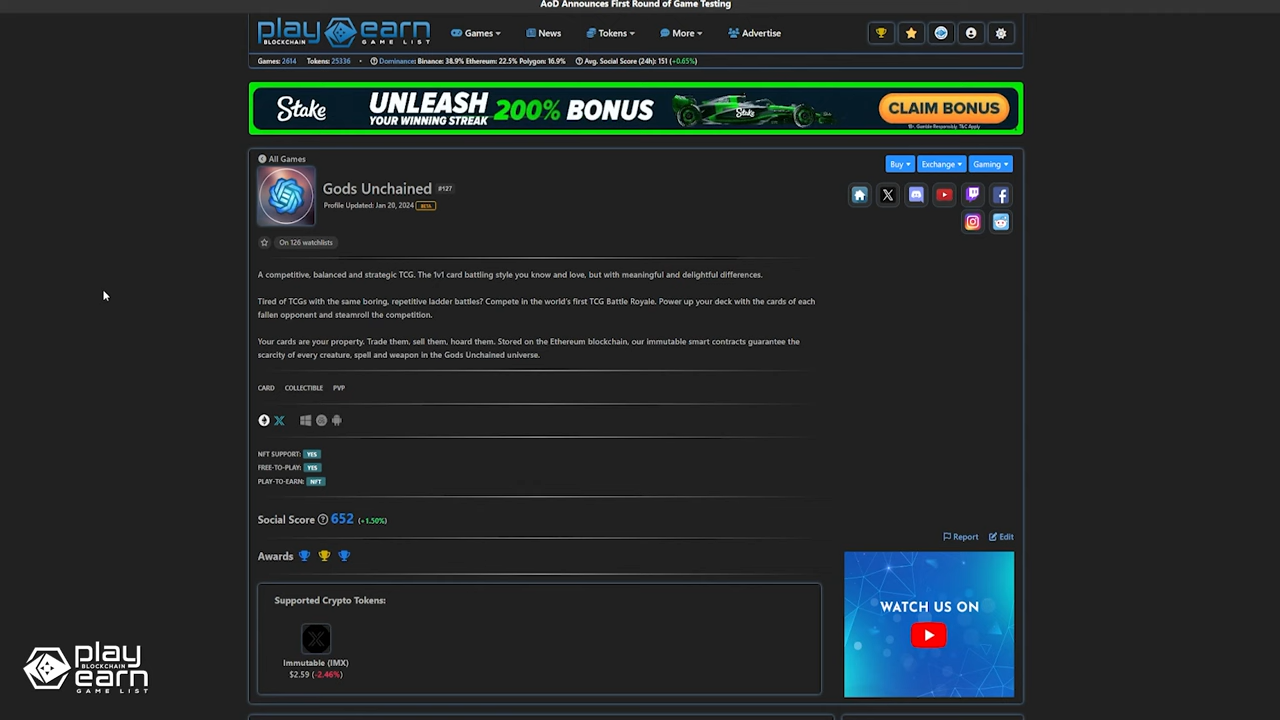 AoD Announces First Round of Game Testing
play earn
BLOCKCHAIN GAME LIST
Games News Tokens More Advertise
Games: 2614 Tokens: 25336 • Dominance: Binance: 38.9% Ethereum: 22.5% Polygon: 16.9% Avg. Social Score (24h): 151 (+0.65%)
Stake UNLEASH YOUR WINNING STREAK 200% BONUS Stake CLAIM BONUS
18+. Gamble Responsibly. T&C Apply
All Games
Buy Exchange Gaming
Gods Unchained #127
Profile Updated: Jan 20, 2024 BETA
On 126 watchlists
A competitive, balanced and strategic TCG. The 1v1 card battling style you know and love, but with meaningful and delightful differences.
Tired of TCGs with the same boring, repetitive ladder battles? Compete in the world's first TCG Battle Royale. Power up your deck with the cards of each
fallen opponent and steamroll the competition.
Your cards are your property. Trade them, sell them, hoard them. Stored on the Ethereum blockchain, our immutable smart contracts guarantee the
scarcity of every creature, spell and weapon in the Gods Unchained universe.
CARD COLLECTIBLE PVP
NFT SUPPORT: YES
FREE-TO-PLAY: YES
PLAY-TO-EARN: NFT
Social Score 652 (+1.50%)
Report Edit
Awards
Supported Crypto Tokens:
Immutable (IMX)
$2.59 (-2.46%)
WATCH US ON
play
BLOCKCHAIN
earn
GAME LIST